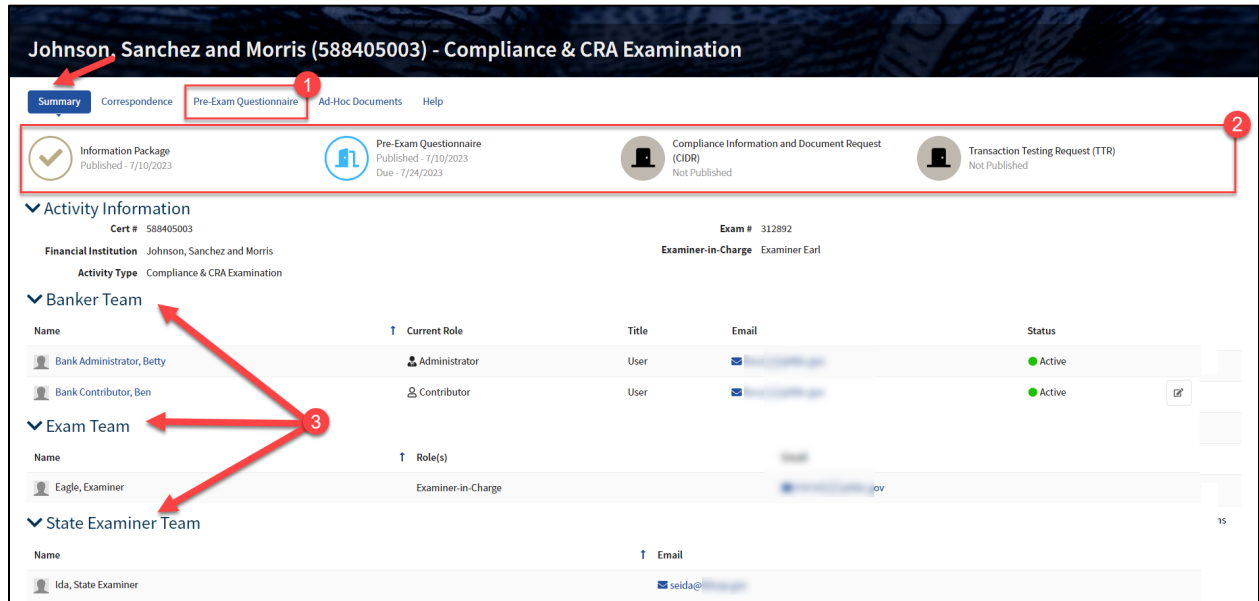 Johnson, Sanchez and Morris (588405003) - Compliance & CRA Examination
1
Summary Correspondence Pre-Exam Questionnaire Ad-Hoc Documents Help
2
Information Package
Published - 7/10/2023
Pre-Exam Questionnaire
Published - 7/10/2023
Due - 7/24/2023
Compliance Information and Document Request
(CIDR)
Not Published
Transaction Testing Request (TTR)
Not Published
Activity Information
Cert # 588405003 Exam # 312892
Financial Institution Johnson, Sanchez and Morris Examiner-in-Charge Examiner Earl
Activity Type Compliance & CRA Examination
Banker Team
Name Current Role Title Email Status
Bank Administrator, Betty Administrator User Active
Bank Contributor, Ben Contributor User Active
3
Exam Team
Name Role(s)
Eagle, Examiner Examiner-in-Charge ov
State Examiner Team
ns
Name Email
Ida, State Examiner seida@